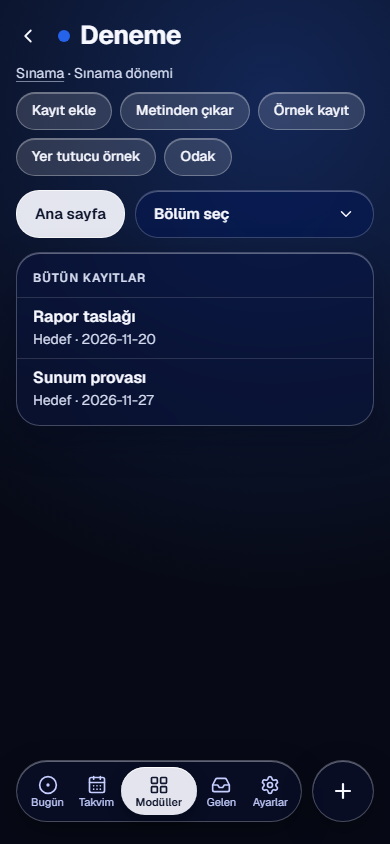 Deneme
Sınama · Sınama dönemi
Kayıt ekle
Metinden çıkar
Örnek kayıt
Yer tutucu örnek
Odak
Ana sayfa
Bölüm seç
BÜTÜN KAYITLAR
Rapor taslağı
Hedef · 2026-11-20
Sunum provası
Hedef · 2026-11-27
Bugün
Takvim
Modüller
Gelen
Ayarlar